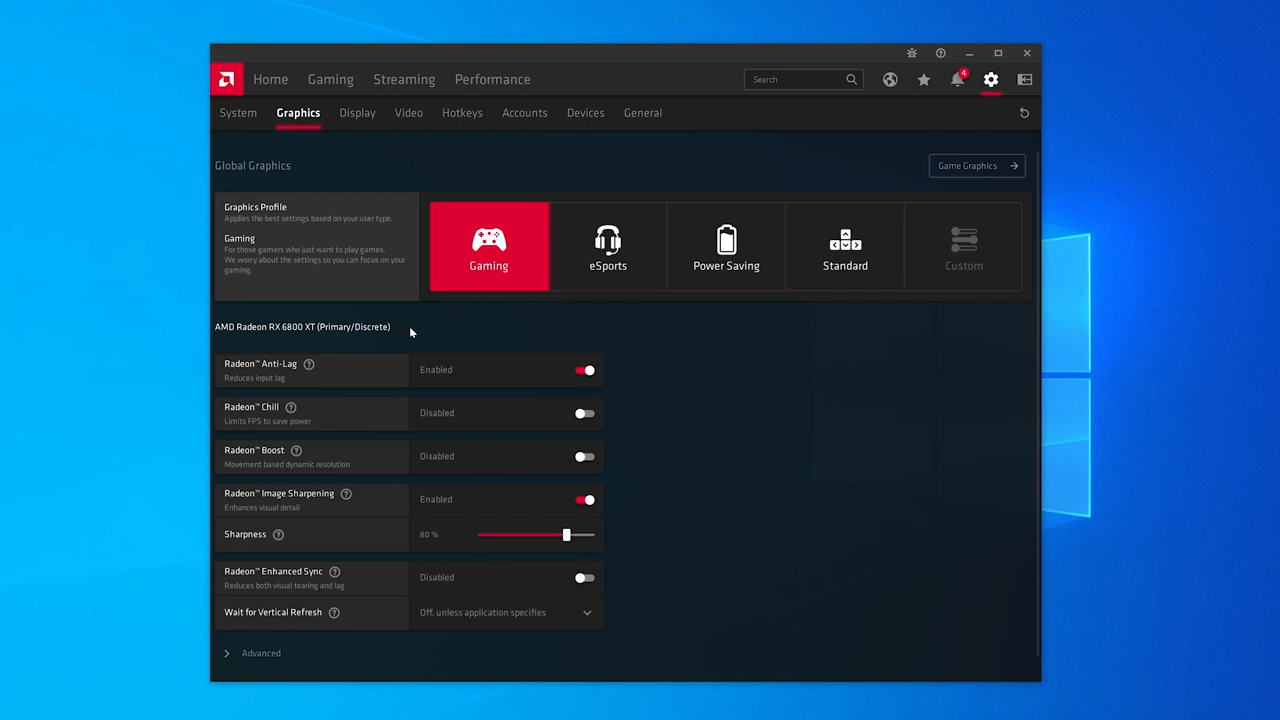 Home Gaming Streaming Performance Search 4
System Graphics Display Video Hotkeys Accounts Devices General
Global Graphics
Game Graphics
Graphics Profile
Applies the best settings based on your user type.
Gaming
For those gamers who just want to play games.
We worry about the settings so you can focus on your
gaming.
Gaming eSports Power Saving Standard Custom
AMD Radeon RX 6800 XT (Primary/Discrete)
Radeon™ Anti-Lag
Reduces input lag
Enabled
Radeon™ Chill
Limits FPS to save power
Disabled
Radeon™ Boost
Movement based dynamic resolution
Disabled
Radeon™ Image Sharpening
Enhances visual detail
Enabled
Sharpness 80 %
Radeon™ Enhanced Sync
Reduces both visual tearing and lag
Disabled
Wait for Vertical Refresh Off, unless application specifies
Advanced